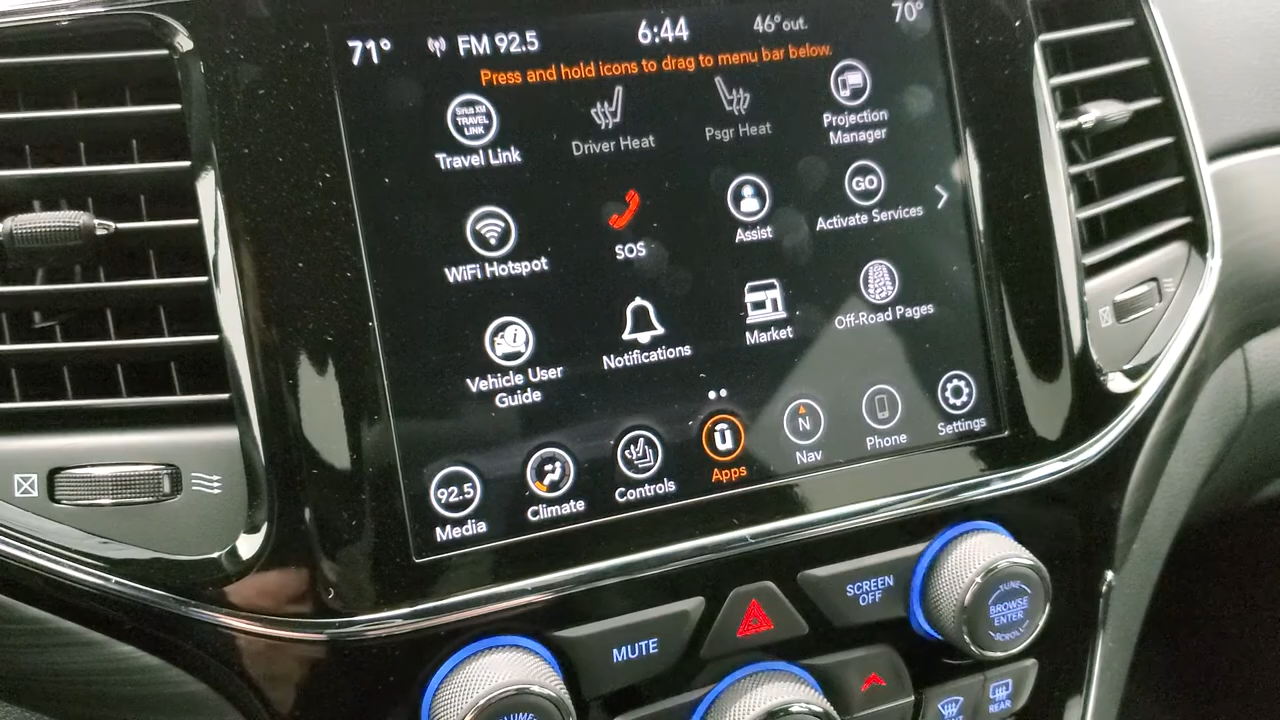 71° FM 92.5 6:44 46° out. 70°
Press and hold icons to drag to menu bar below.
Sirius XM
TRAVEL
LINK
Travel Link
Driver Heat
Psgr Heat
Projection
Manager
WiFi Hotspot
SOS
Assist
GO
Activate Services
Vehicle User
Guide
Notifications
Market
Off-Road Pages
92.5
Media
Climate
Controls
Apps
N
Nav
Phone
Settings
MUTE
SCREEN
OFF
TUNE
BROWSE
ENTER
SCROLL
VOLUME
REAR